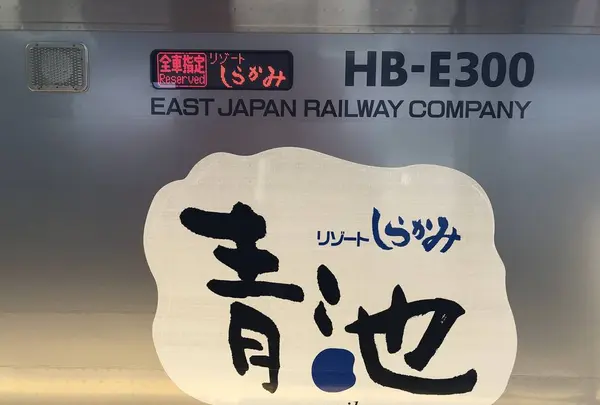 全車指定 リゾート
Reserved しらかみ
HB-E300
EAST JAPAN RAILWAY COMPANY
リゾートしらかみ
青池